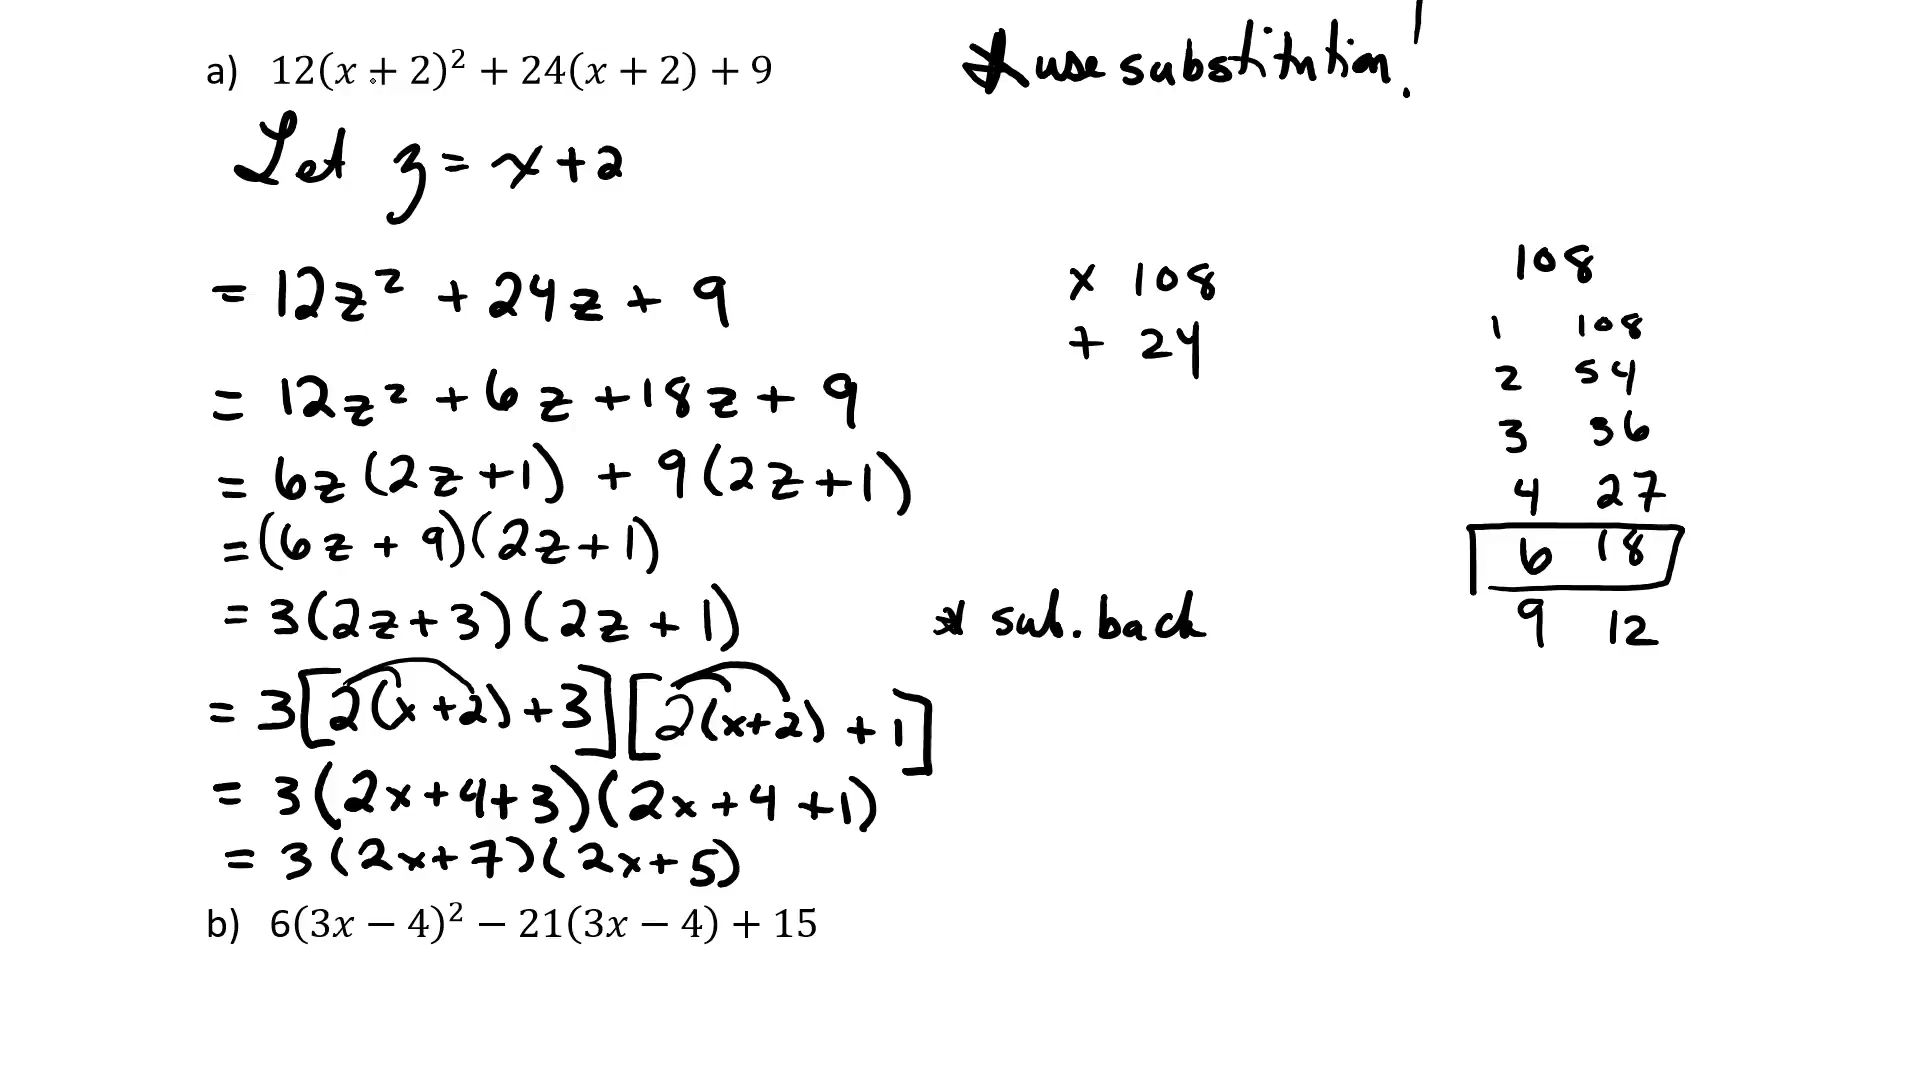 a) 12(x + 2)² + 24(x + 2) + 9
* use substitution!
Let z = x + 2
= 12z² + 24z + 9
= 12z² + 6z + 18z + 9
= 6z(2z + 1) + 9(2z + 1)
= (6z + 9)(2z + 1)
= 3(2z + 3)(2z + 1)
* sub. back
= 3[2(x + 2) + 3][2(x + 2) + 1]
= 3(2x + 4 + 3)(2x + 4 + 1)
= 3(2x + 7)(2x + 5)
× 108
+ 24
108
1 108
2 54
3 36
4 27
6 18
9 12
b) 6(3x − 4)² − 21(3x − 4) + 15